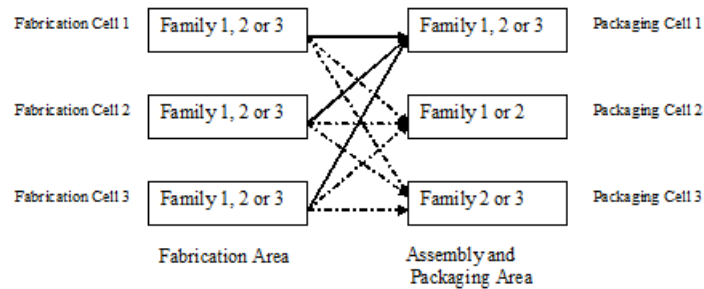 Fabrication Cell 1 Family 1, 2 or 3 Family 1, 2 or 3 Packaging Cell 1
Fabrication Cell 2 Family 1, 2 or 3 Family 1 or 2 Packaging Cell 2
Fabrication Cell 3 Family 1, 2 or 3 Family 2 or 3 Packaging Cell 3
Fabrication Area
Assembly and
Packaging Area